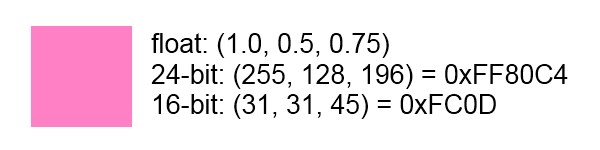 float: (1.0, 0.5, 0.75)
24-bit: (255, 128, 196) = 0xFF80C4
16-bit: (31, 31, 45) = 0xFC0D